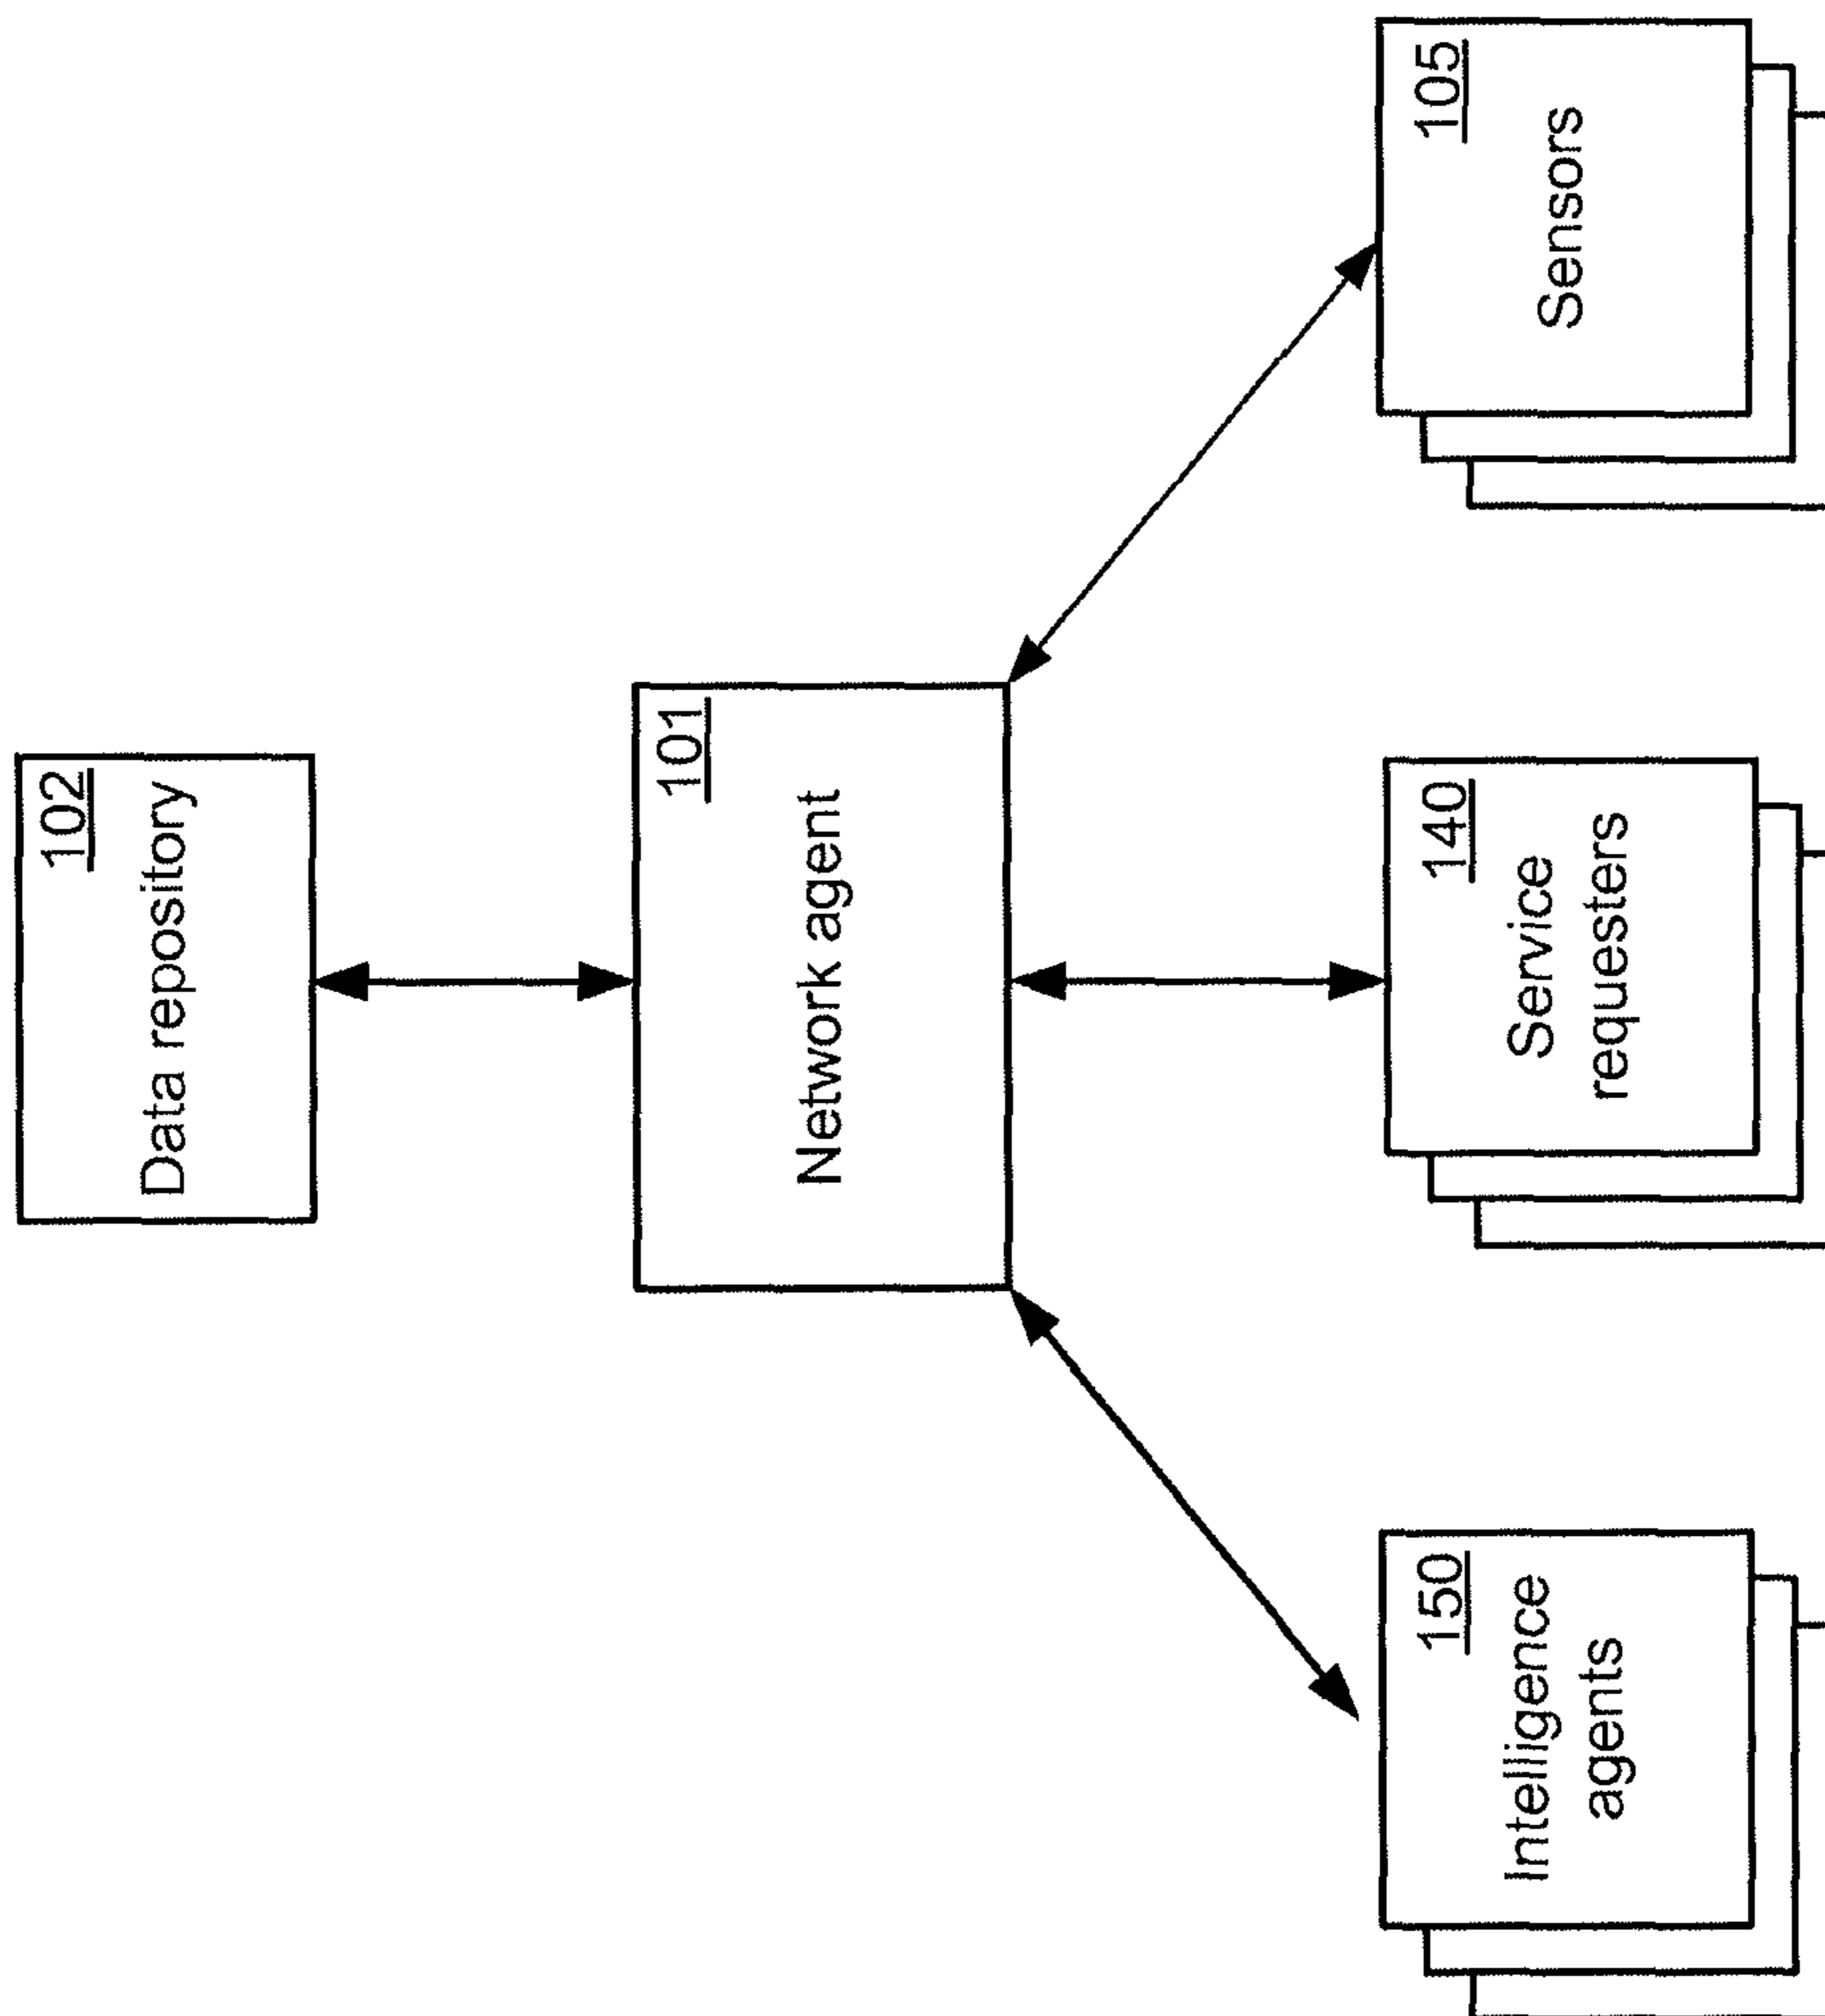 102
Data repository
101
Network agent
150
Intelligence
agents
140
Service
requesters
105
Sensors